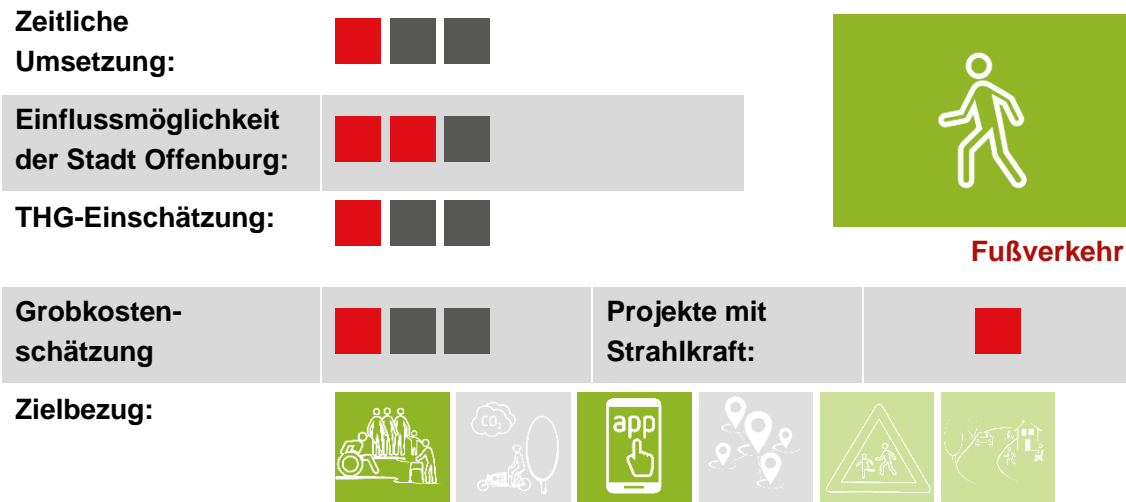 Zeitliche
Umsetzung:
Einflussmöglichkeit
der Stadt Offenburg:
THG-Einschätzung:
Fußverkehr
Grobkosten-
schätzung
Projekte mit
Strahlkraft:
Zielbezug:
CO₂
app